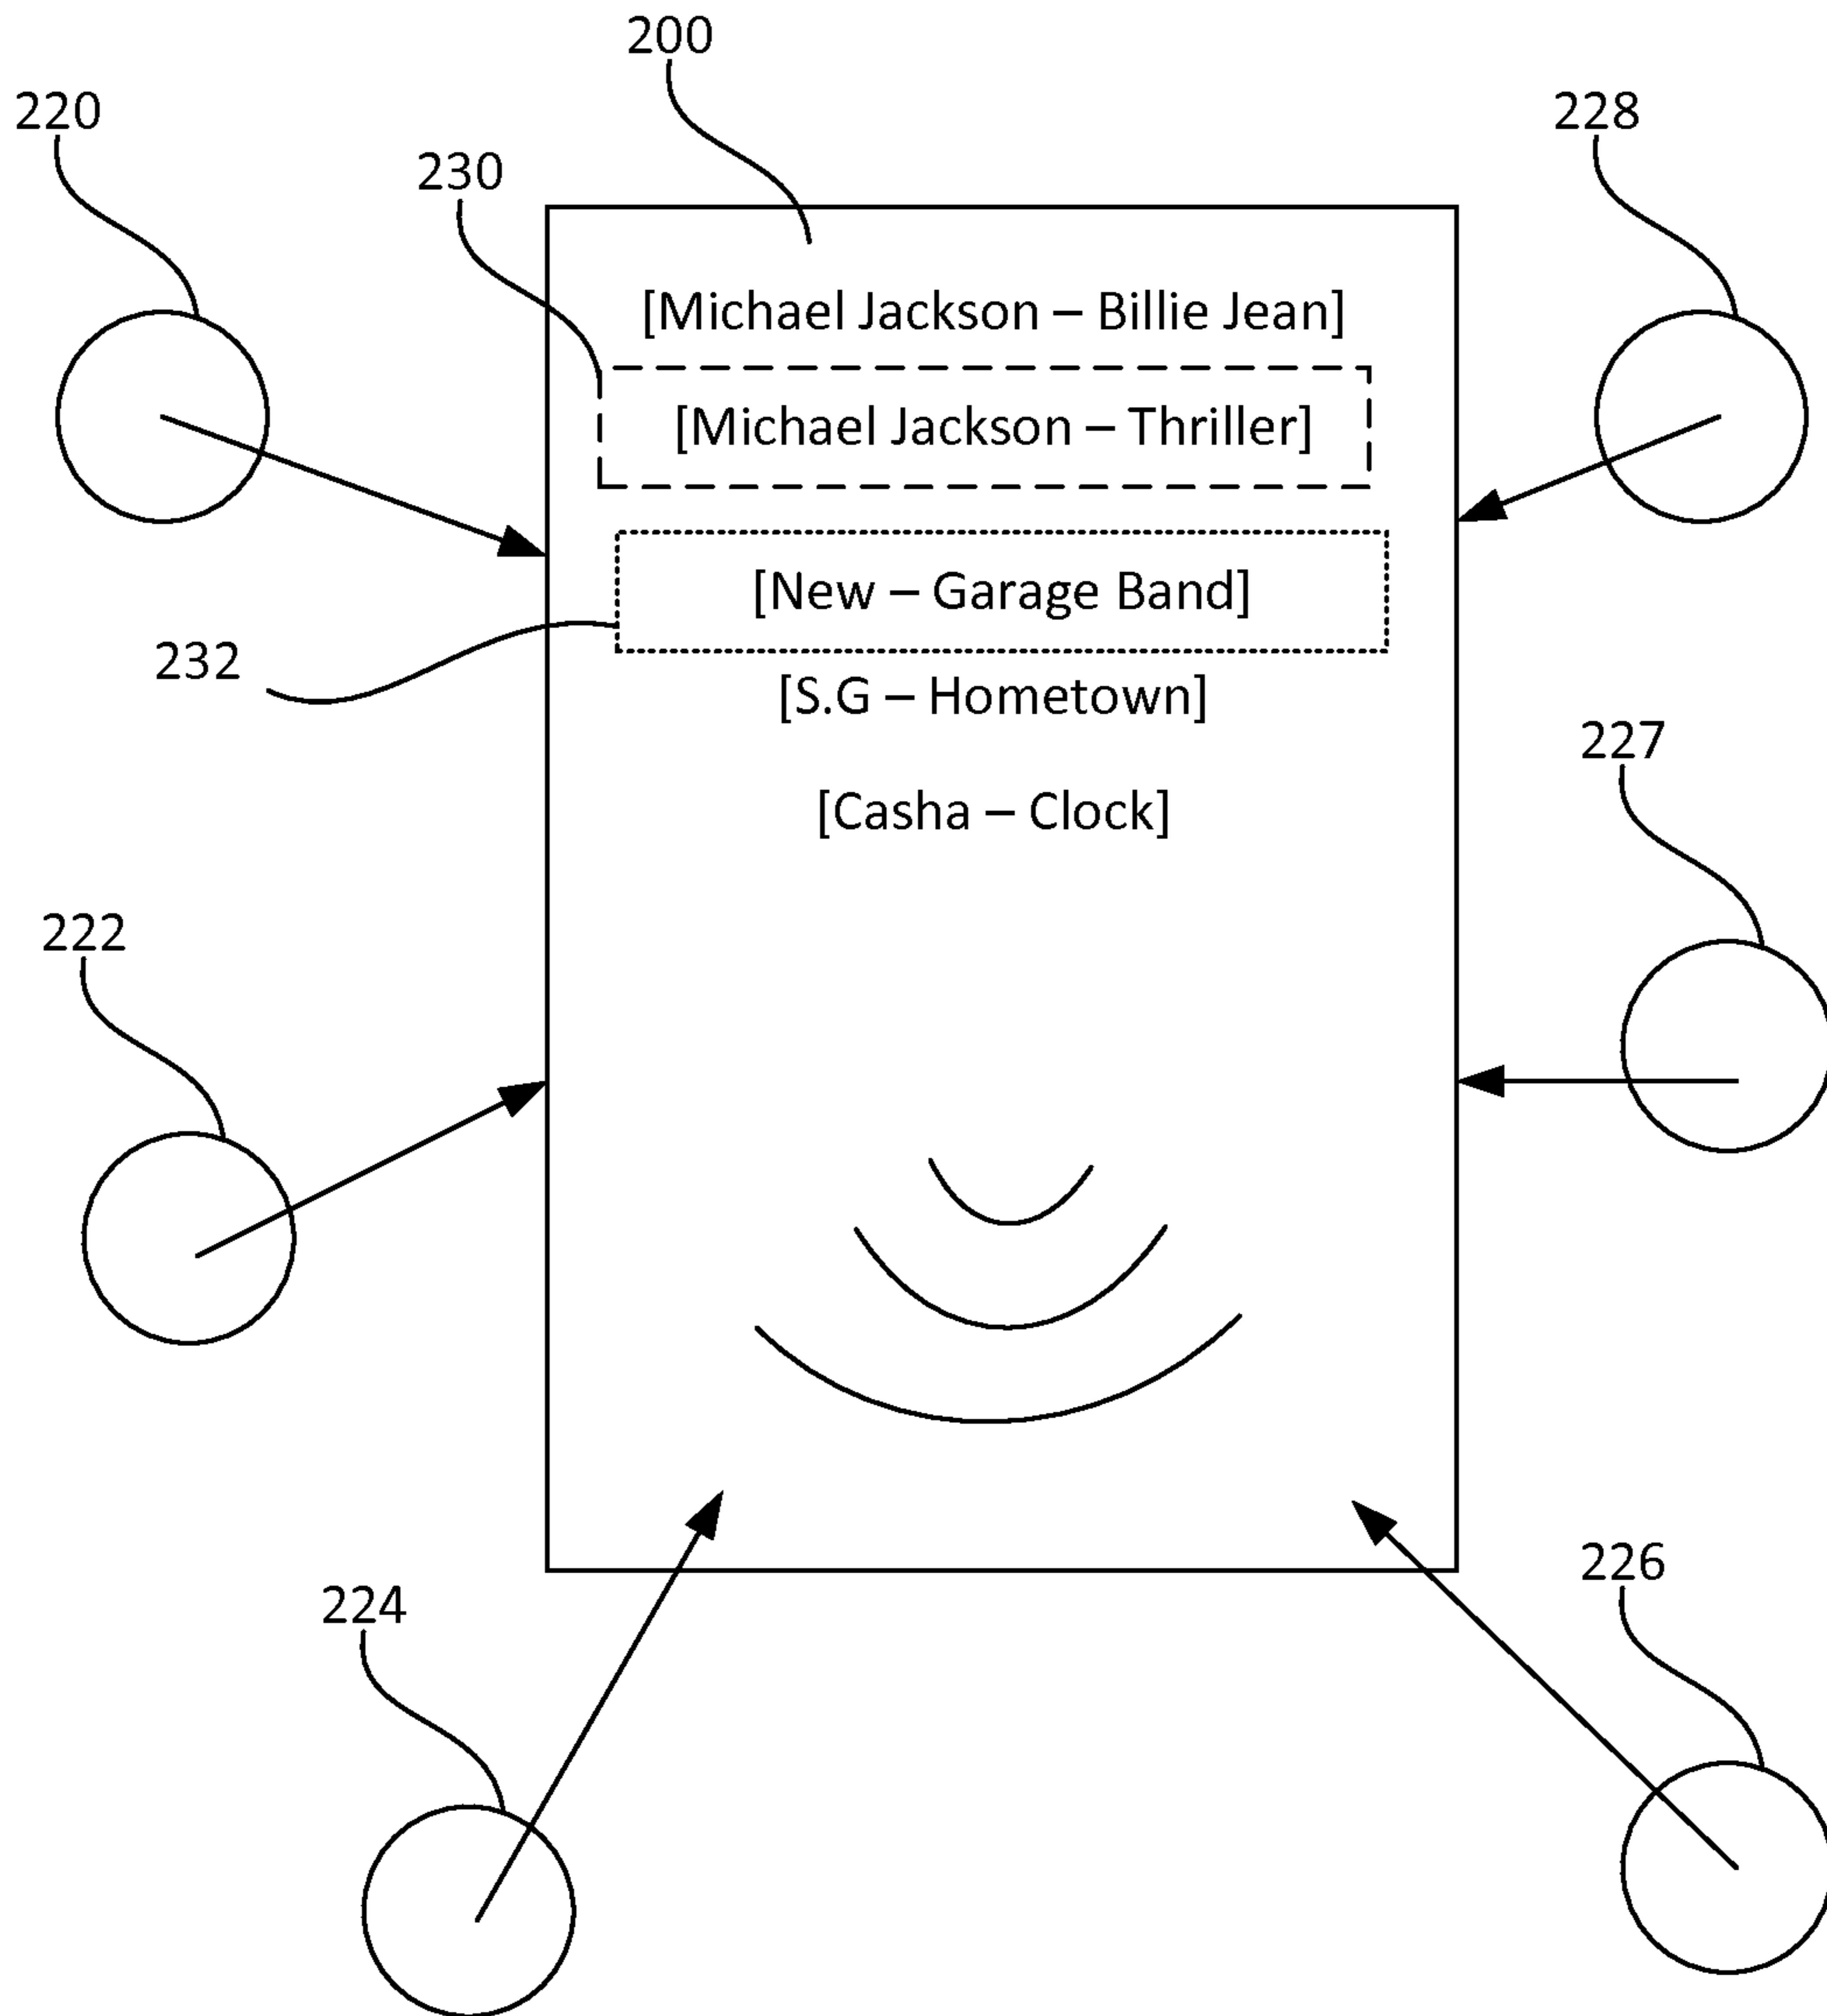 200
220
228
230
[Michael Jackson – Billie Jean]
[Michael Jackson – Thriller]
[New – Garage Band]
232
[S.G – Hometown]
227
[Casha – Clock]
222
226
224